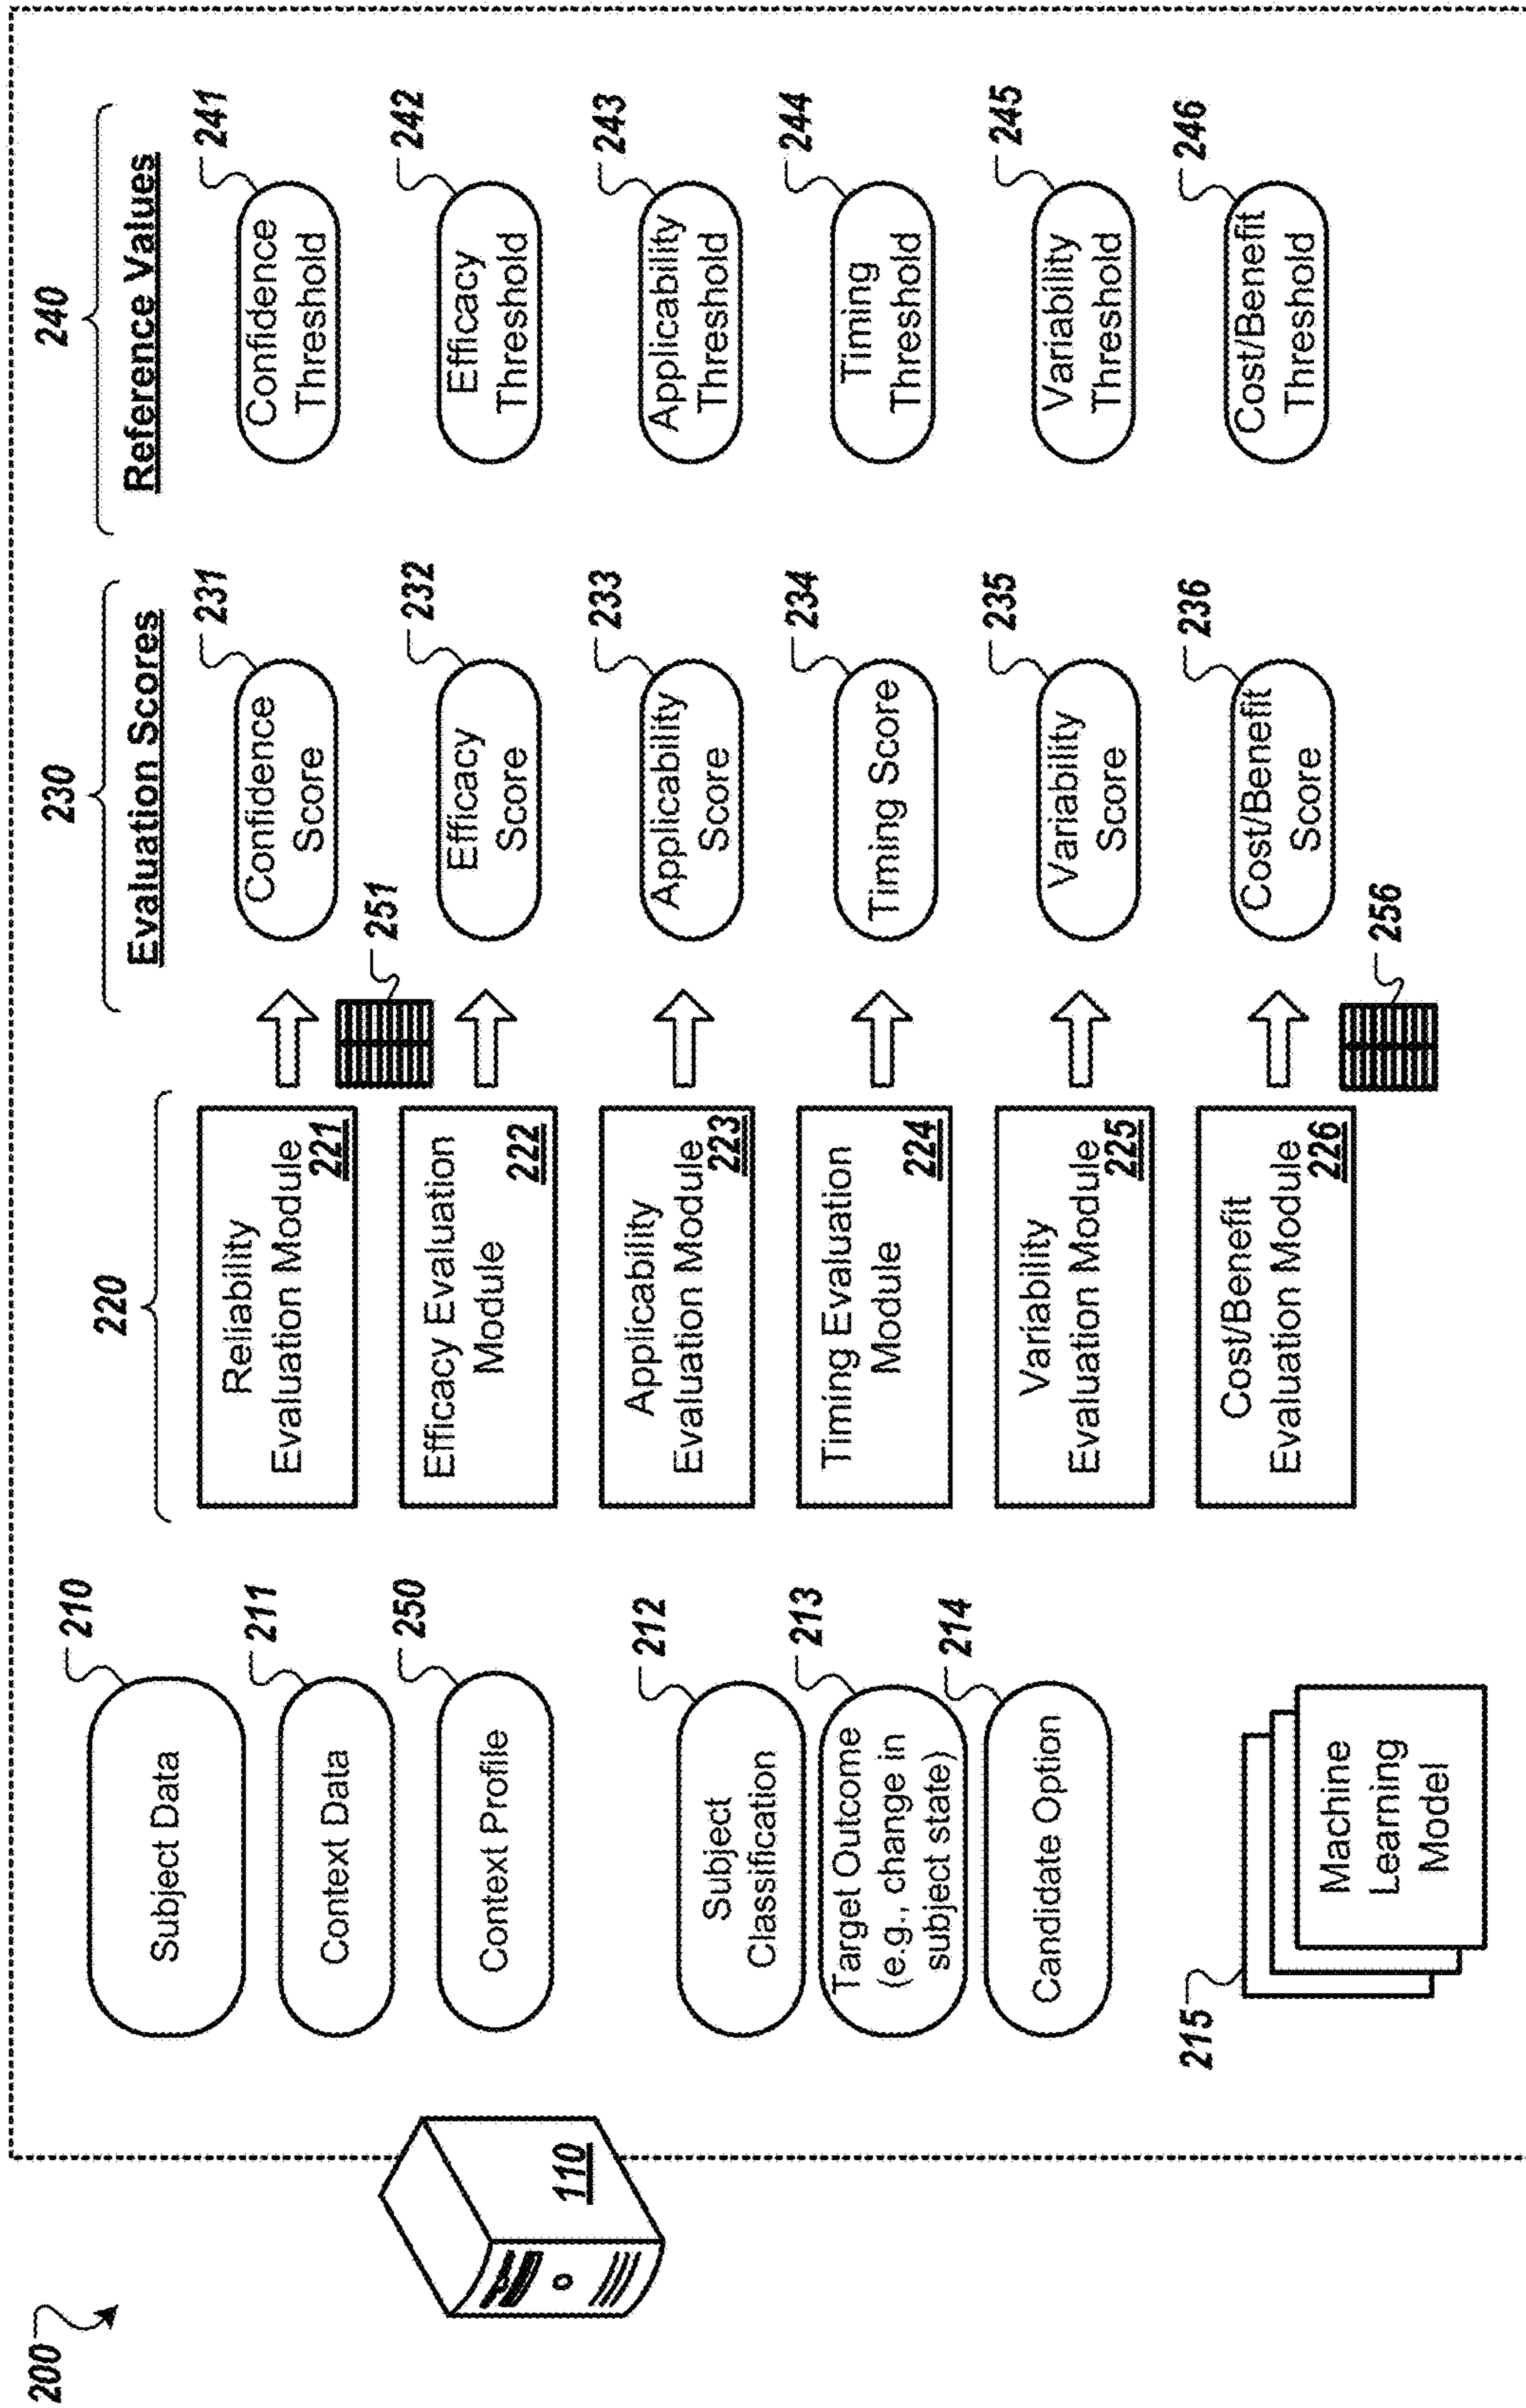 200
110
210
Subject Data
211
Context Data
250
Context Profile
212
Subject
Classification
213
Target Outcome
(e.g., change in
subject state)
214
Candidate Option
215
Machine
Learning
Model
220
Reliability
Evaluation Module
221
Efficacy Evaluation
Module
222
Applicability
Evaluation Module
223
Timing Evaluation
Module
224
Variability
Evaluation Module
225
Cost/Benefit
Evaluation Module
226
251
256
230
Evaluation Scores
231
Confidence
Score
232
Efficacy
Score
233
Applicability
Score
234
Timing Score
235
Variability
Score
236
Cost/Benefit
Score
240
Reference Values
241
Confidence
Threshold
242
Efficacy
Threshold
243
Applicability
Threshold
244
Timing
Threshold
245
Variability
Threshold
246
Cost/Benefit
Threshold